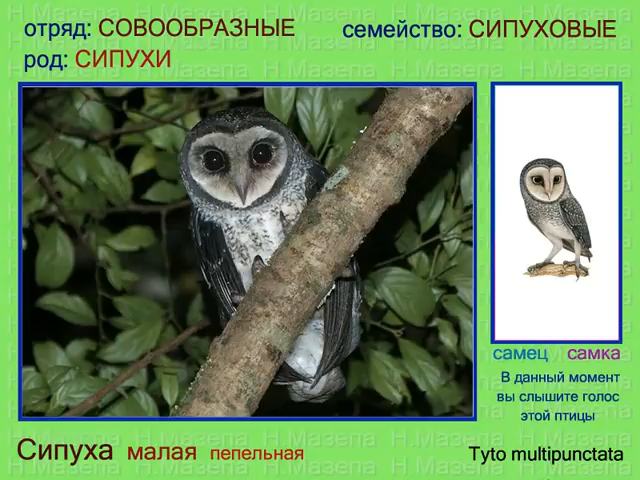 отряд: СОВООБРАЗНЫЕ
семейство: СИПУХОВЫЕ
род: СИПУХИ
самец самка
В данный момент
вы слышите голос
этой птицы
Сипуха малая пепельная
Tyto multipunctata
Н.Мазепа